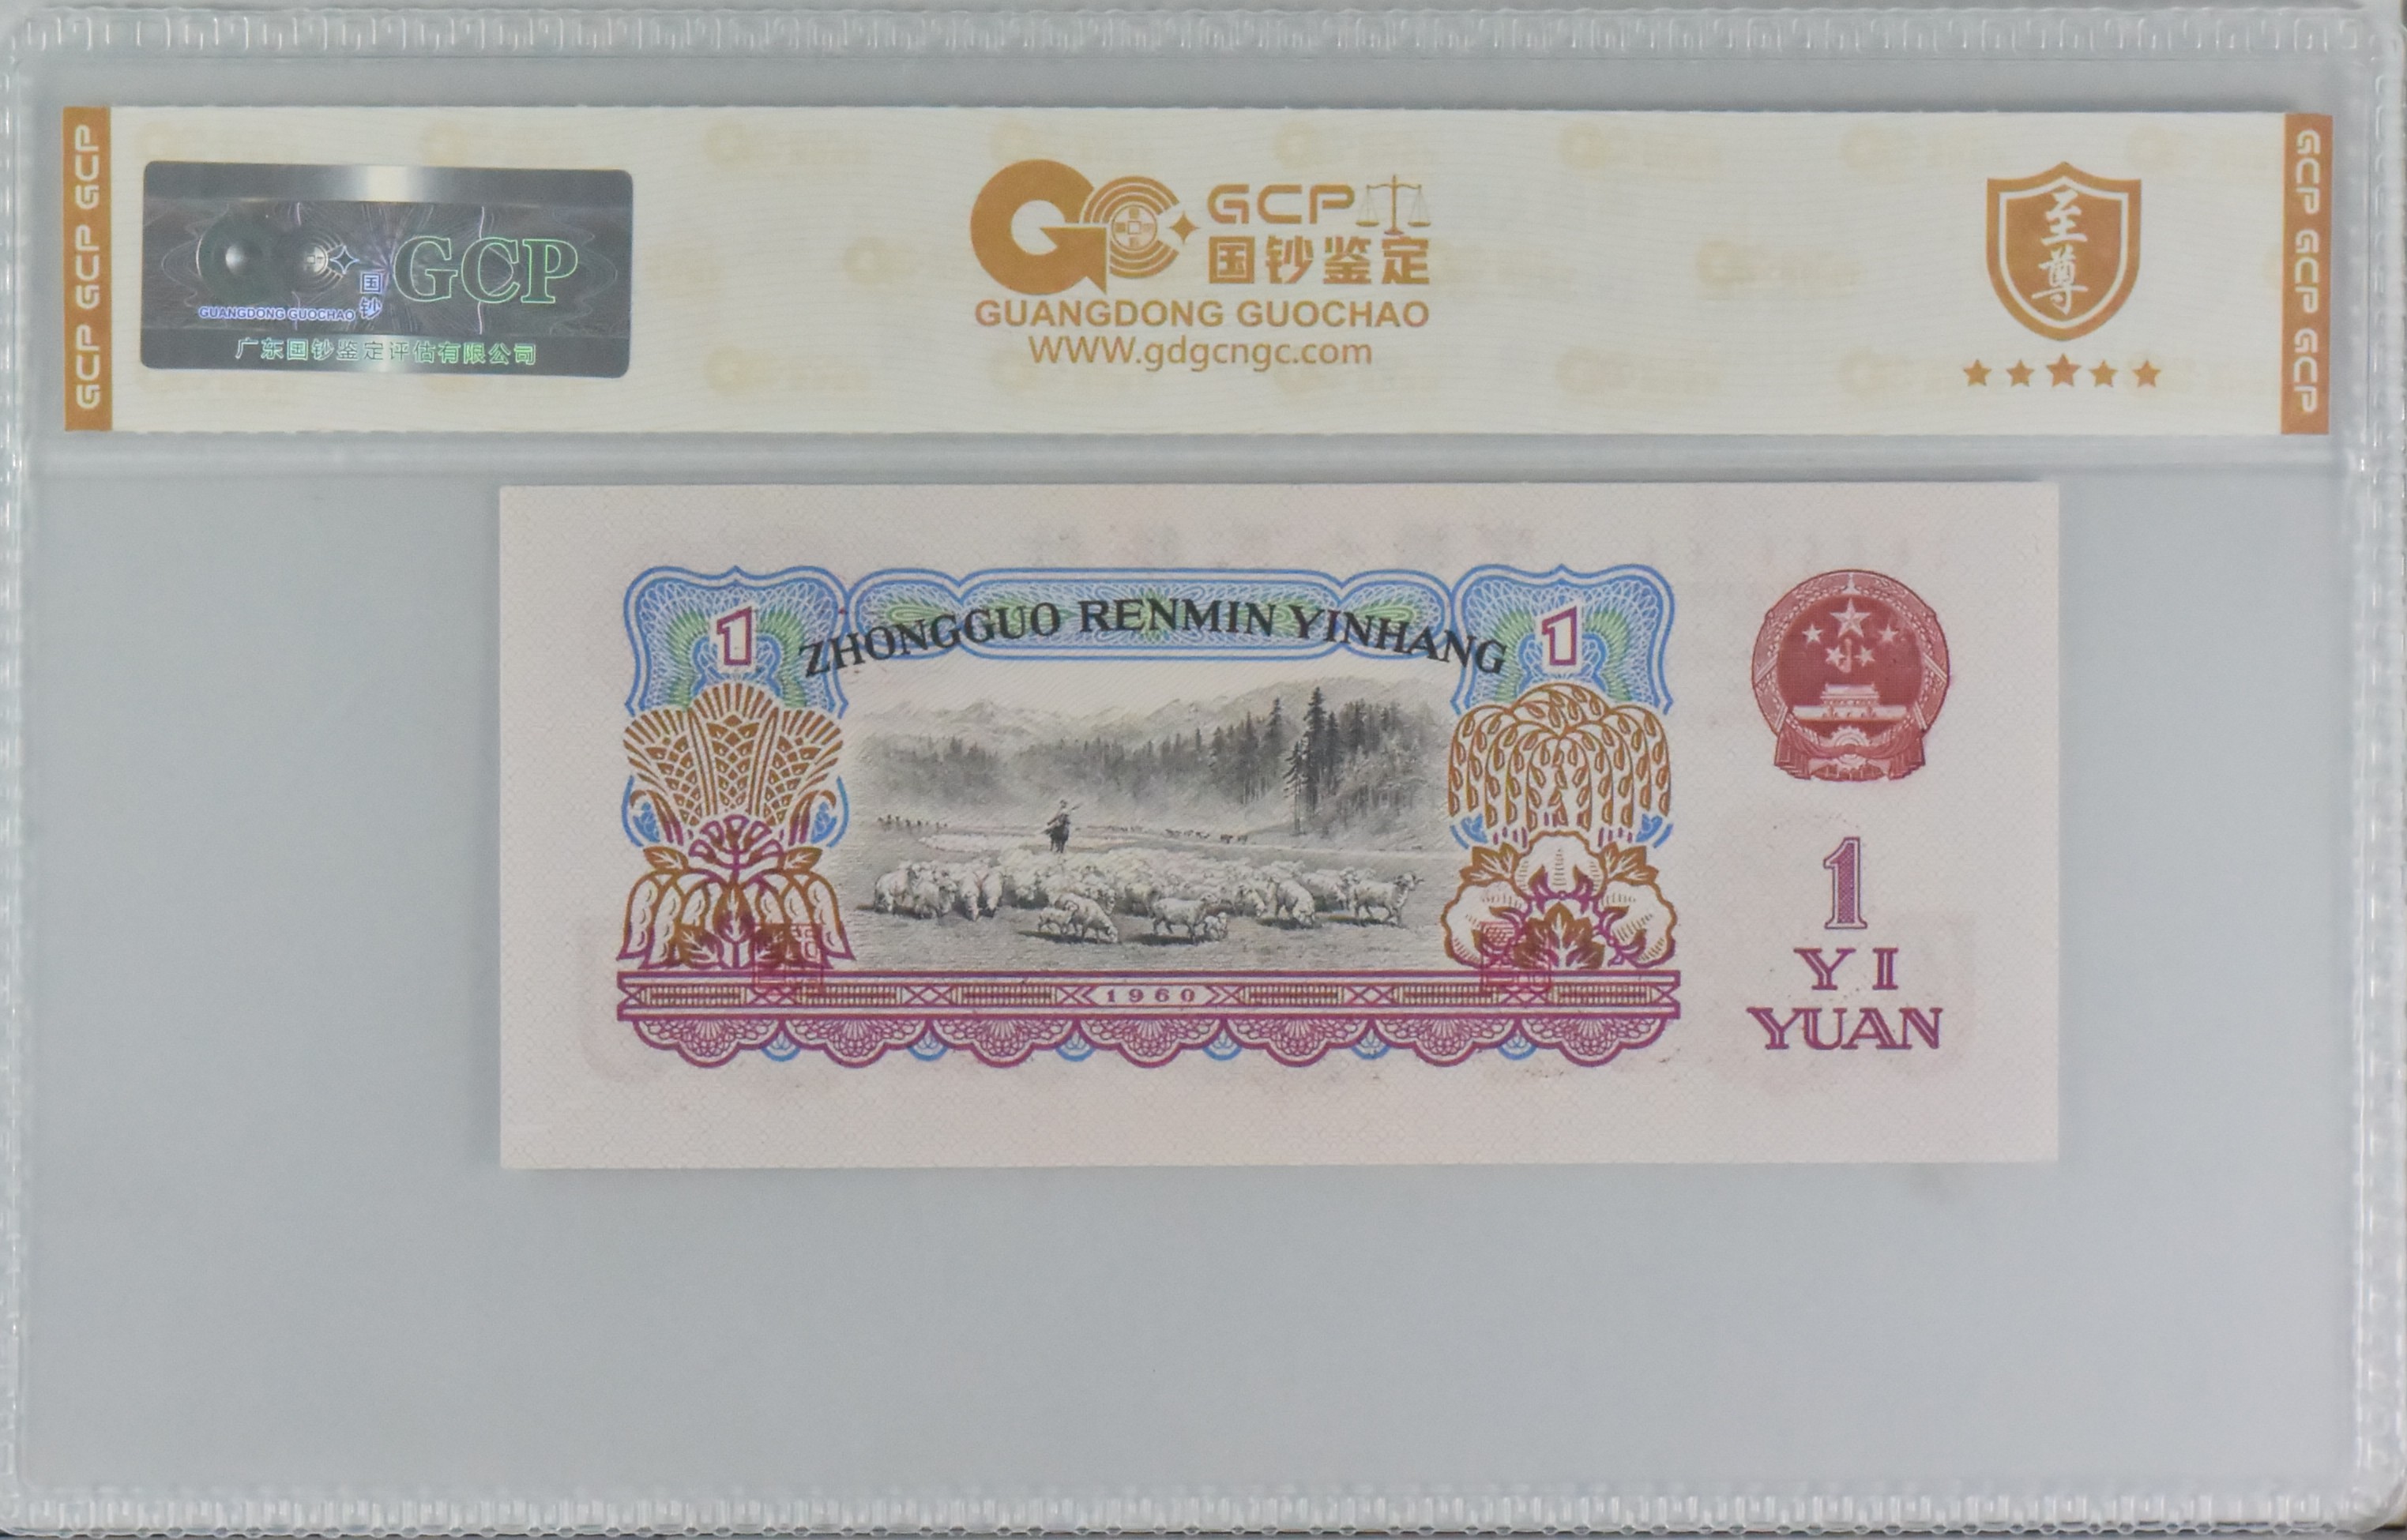 GCP GCP GCP
国钞
GCP
GUANGDONG GUOCHAO
广东国钞鉴定评估有限公司
GCP
国钞鉴定
GUANGDONG GUOCHAO
WWW.gdgcngc.com
至尊
GCP GCP GCP
1
ZHONGGUO RENMIN YINHANG
1
1
YI
YUAN
1960